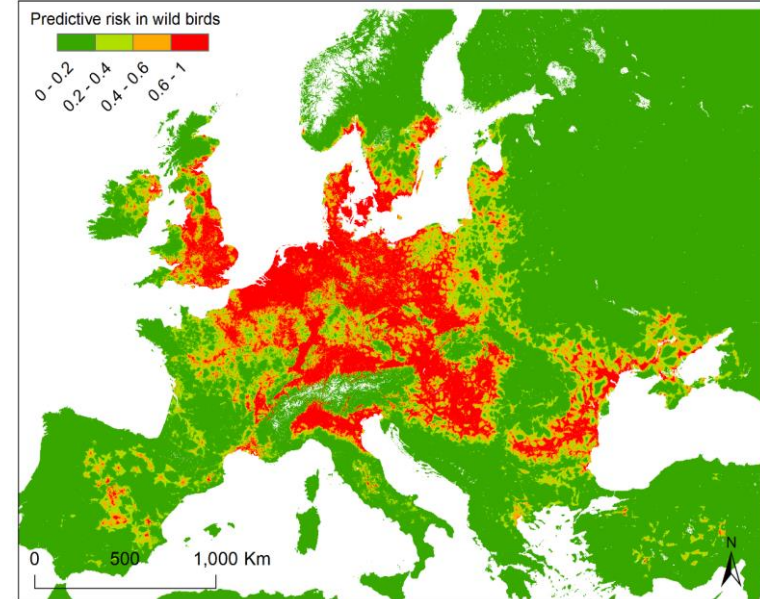 Predictive risk in wild birds
0 - 0.2
0.2 - 0.4
0.4 - 0.6
0.6 - 1
N
0 500 1,000 Km